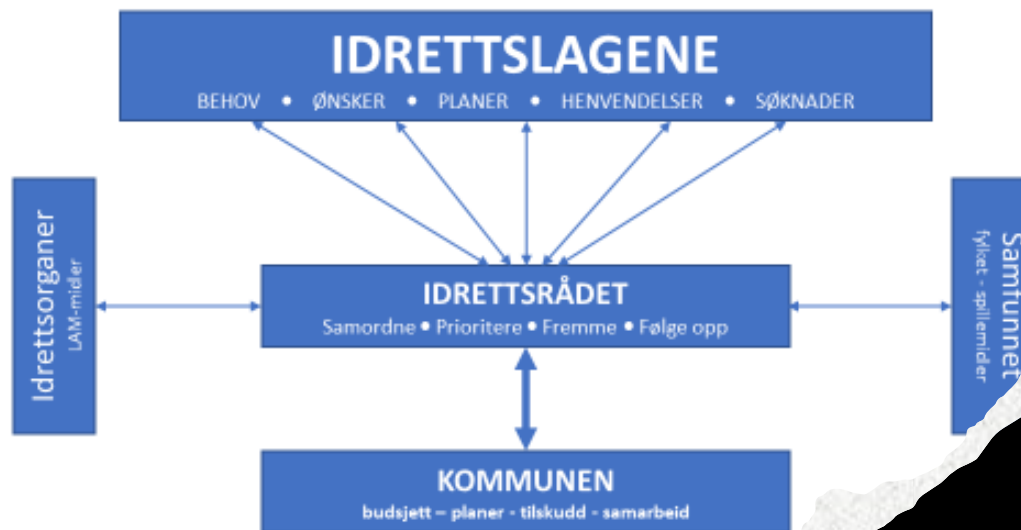 IDRETTSLAGENE
BEHOV • ØNSKER • PLANER • HENVENDELSER • SØKNADER
Idrettsorganer
LAM-midler
IDRETTSRÅDET
Samordne • Prioritere • Fremme • Følge opp
Samfunnet
fylket - spillemidler
KOMMUNEN
budsjett – planer - tilskudd - samarbeid